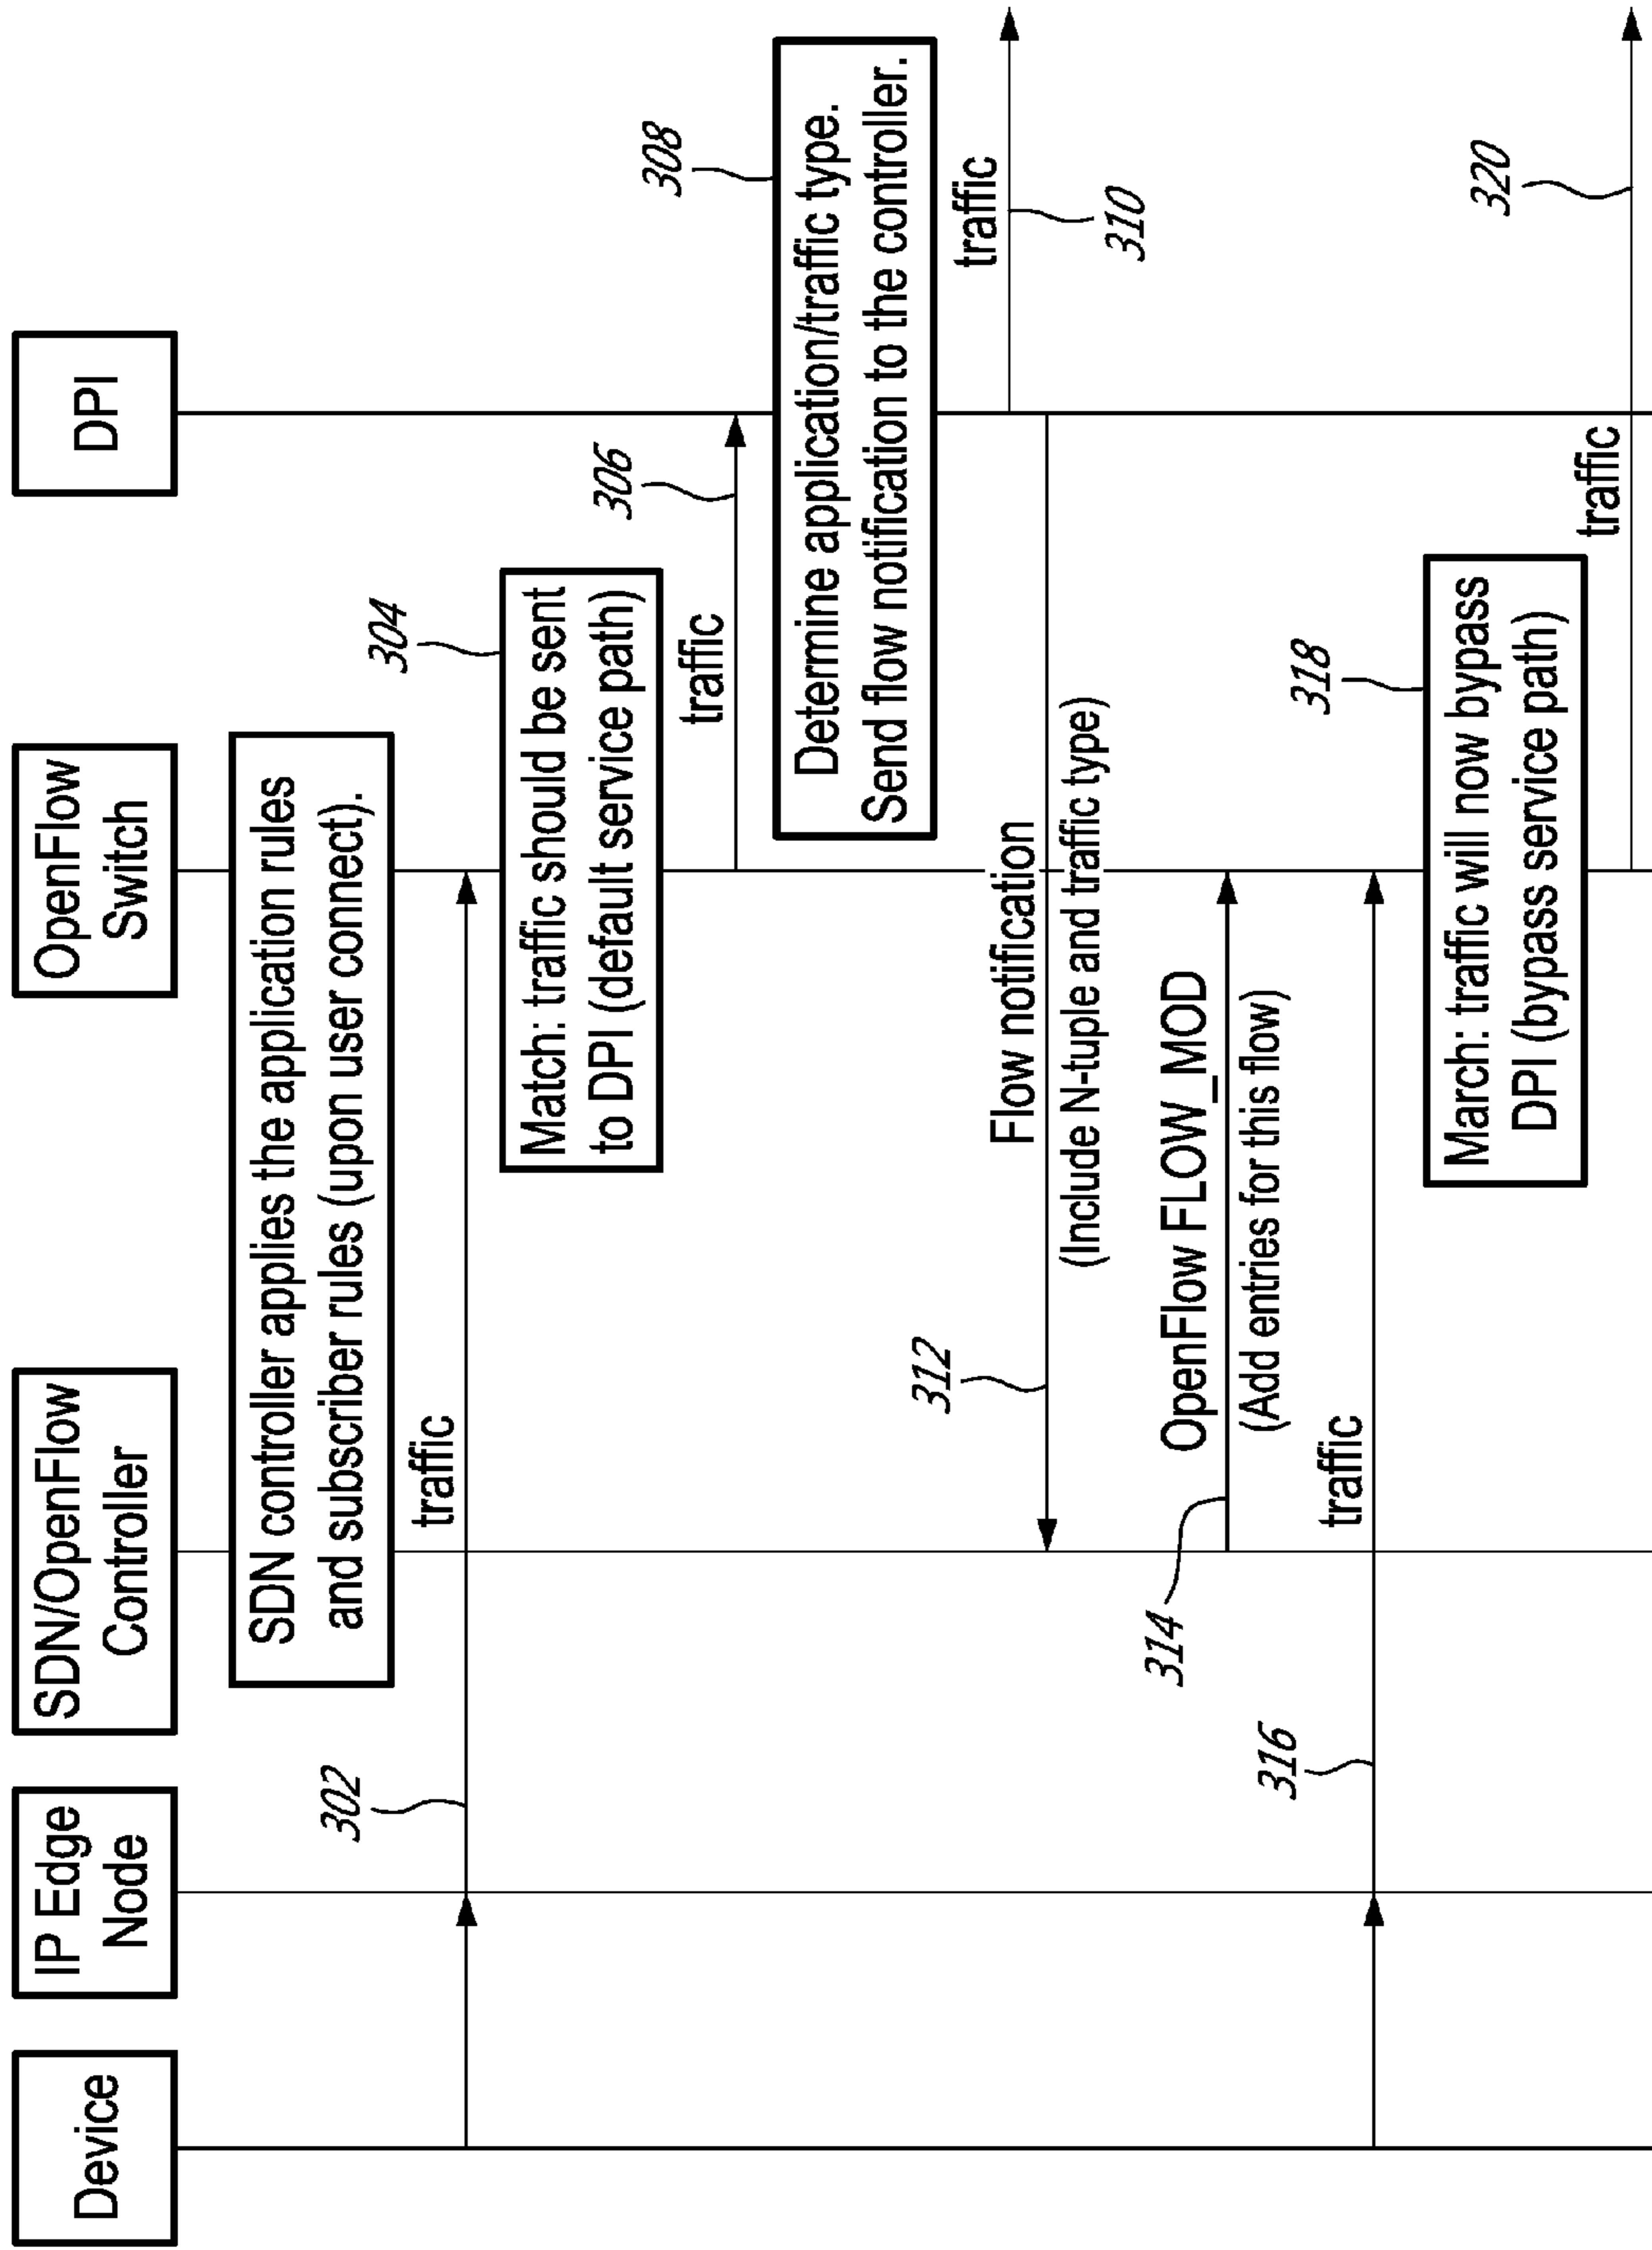 Device
IP Edge
Node
SDN/OpenFlow
Controller
OpenFlow
Switch
DPI
SDN controller applies the application rules
and subscriber rules (upon user connect).
302
traffic
304
Match: traffic should be sent
to DPI (default service path)
306
traffic
308
Determine application/traffic type.
Send flow notification to the controller.
traffic
310
312
Flow notification
(Include N-tuple and traffic type)
314
OpenFlow FLOW_MOD
(Add entries for this flow)
316
traffic
318
March: traffic will now bypass
DPI (bypass service path)
320
traffic